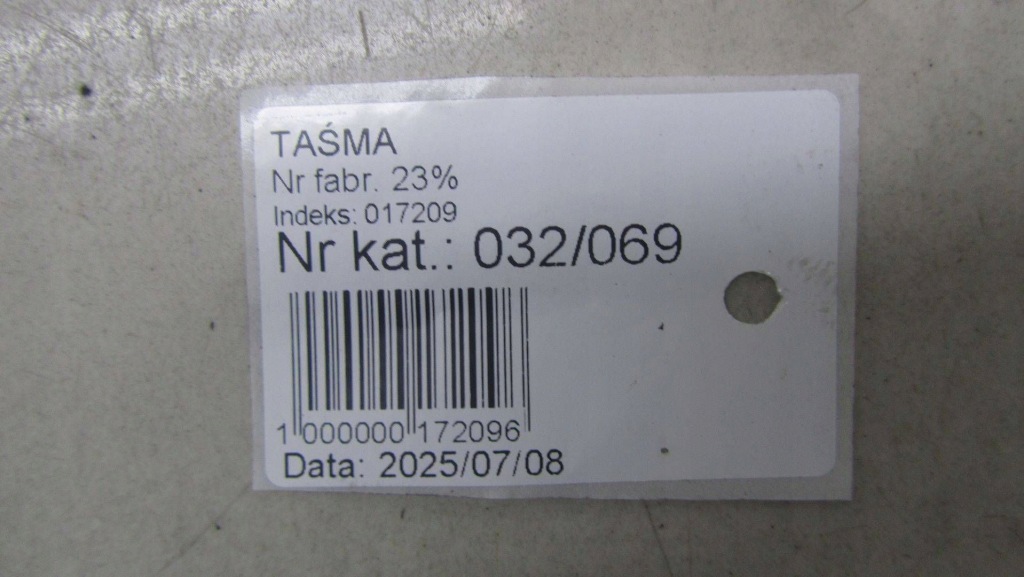 TAŚMA
Nr fabr. 23%
Indeks: 017209
Nr kat.: 032/069
1 000000 172096
Data: 2025/07/08